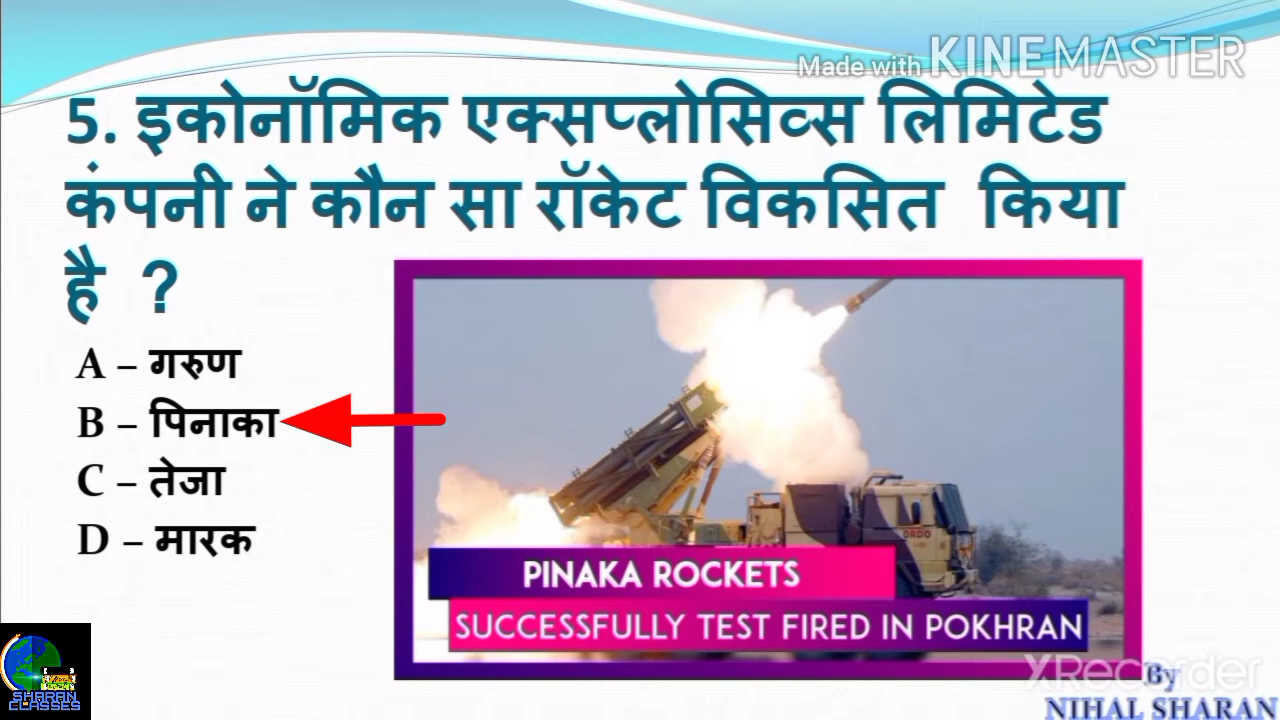 Made with KINEMASTER
5. इकोनॉमिक एक्सप्लोसिव्स लिमिटेड
कंपनी ने कौन सा रॉकेट विकसित किया
है ?
A – गरुण
B – पिनाका
C – तेजा
D – मारक
DRDO
PINAKA ROCKETS
SUCCESSFULLY TEST FIRED IN POKHRAN
XRecorder
By
NIHAL SHARAN
SHARAN
CLASSES